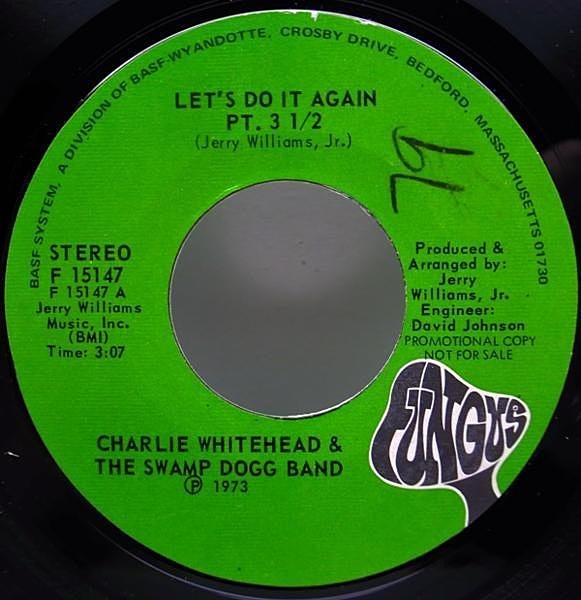 BASF SYSTEM, A DIVISION OF BASF-WYANDOTTE, CROSBY DRIVE, BEDFORD, MASSACHUSETTS 01730
LET'S DO IT AGAIN
PT. 3 1/2
(Jerry Williams, Jr.)
79
STEREO
F 15147
F 15147 A
Jerry Williams
Music, Inc.
(BMI)
Time: 3:07
Produced &
Arranged by:
Jerry
Williams, Jr.
Engineer:
David Johnson
PROMOTIONAL COPY
NOT FOR SALE
FUNGUS
CHARLIE WHITEHEAD &
THE SWAMP DOGG BAND
Ⓟ 1973